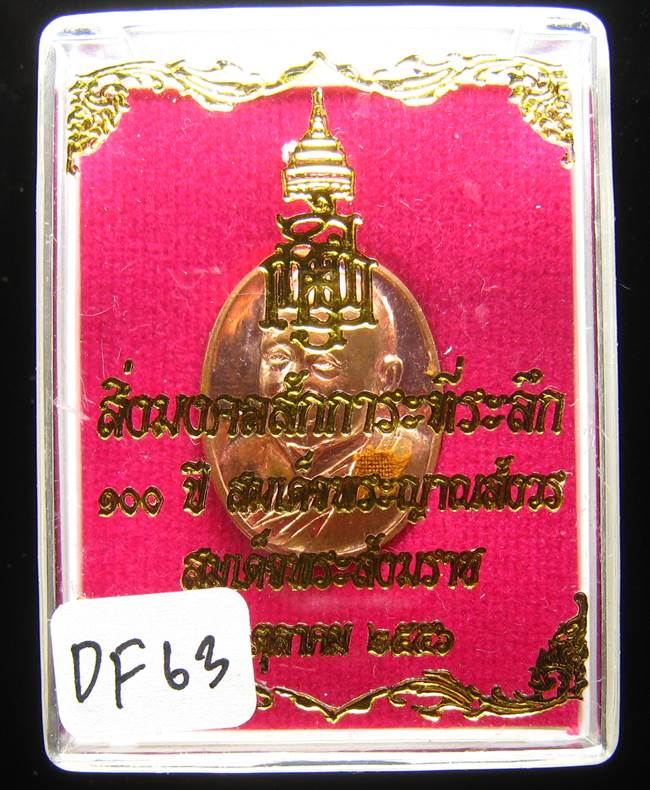 สิ่งมงคลสักการะที่ระลึก
๑๐๐ ปี สมเด็จพระญาณสังวร
สมเด็จพระสังฆราช
ตุลาคม ๒๕๕๖
DF63